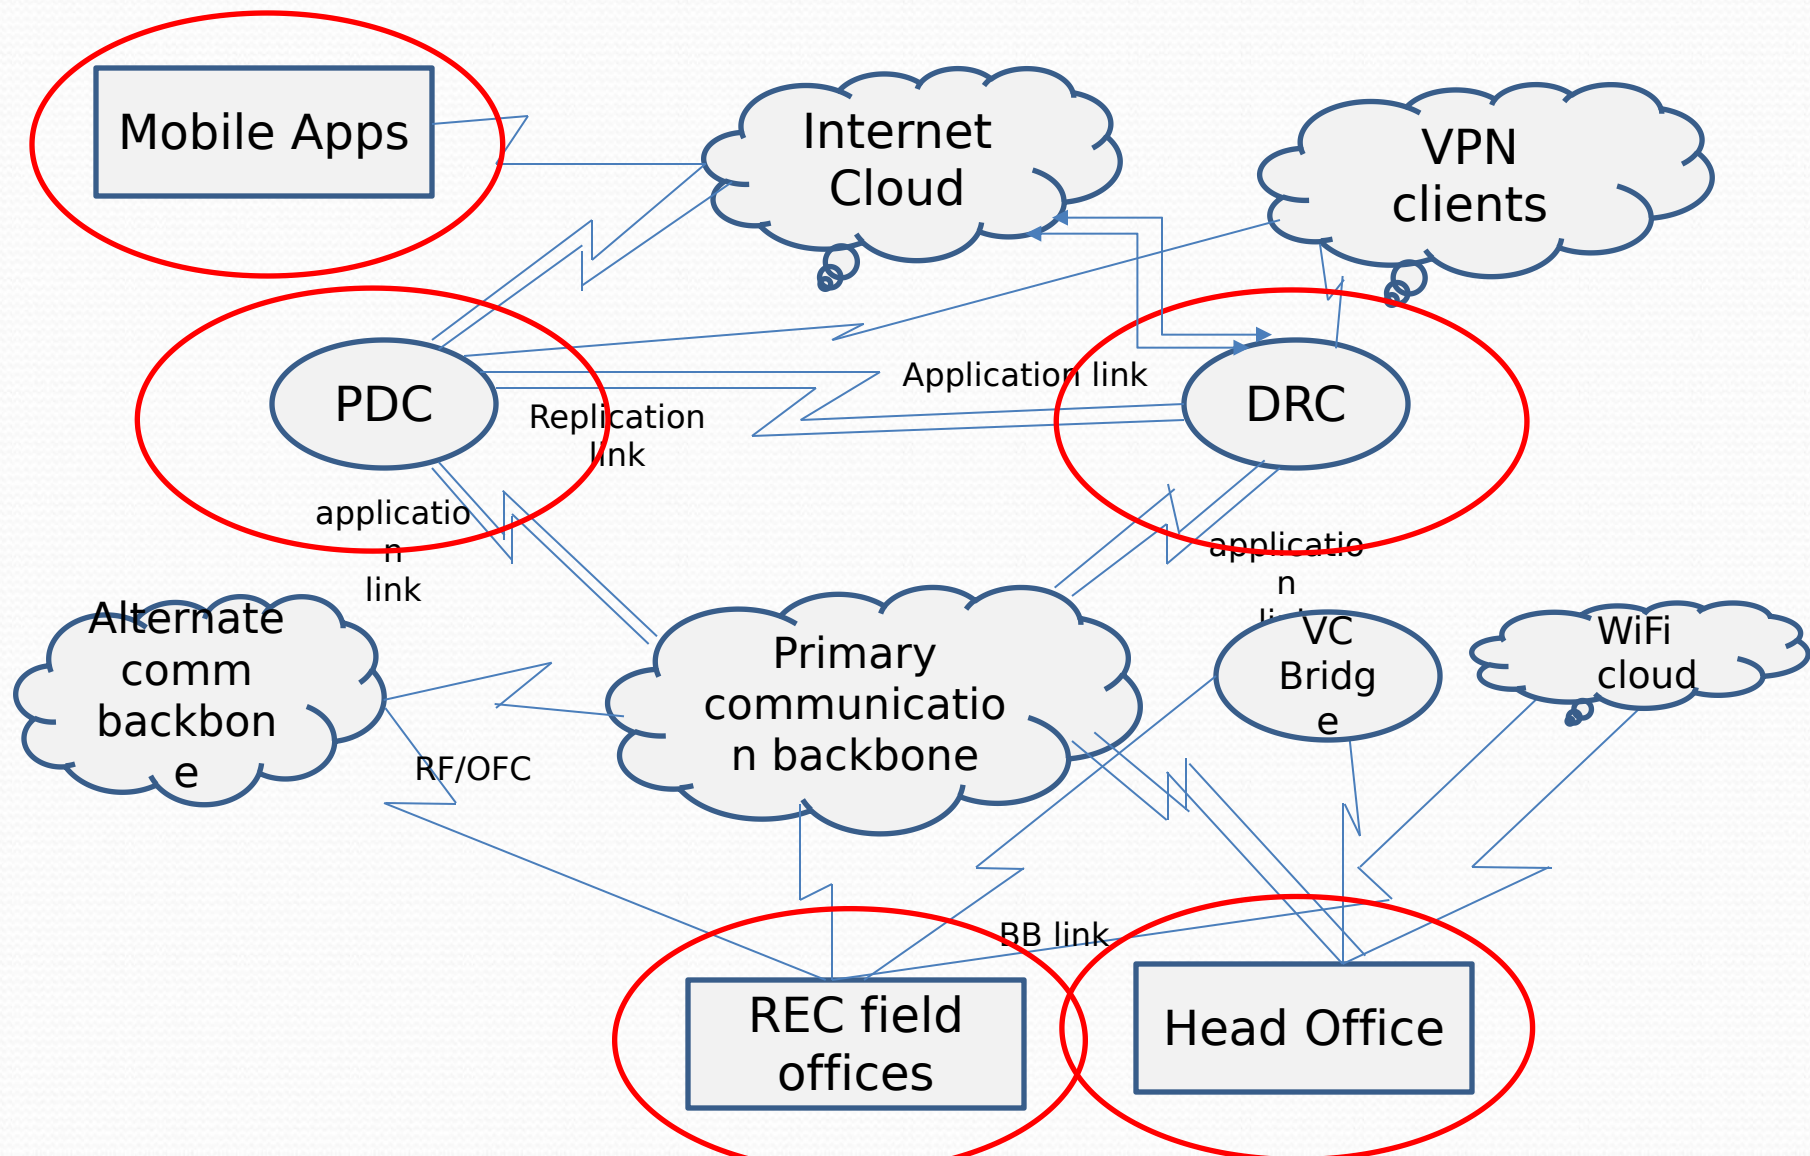 Mobile Apps
Internet
Cloud
VPN
clients
PDC
Application link
DRC
Replication
link
applicatio
n
link
applicatio
n
Alternate
comm
backbon
e
Primary
communicatio
n backbone
VC
Bridg
e
WiFi
cloud
RF/OFC
BB link
REC field
offices
Head Office